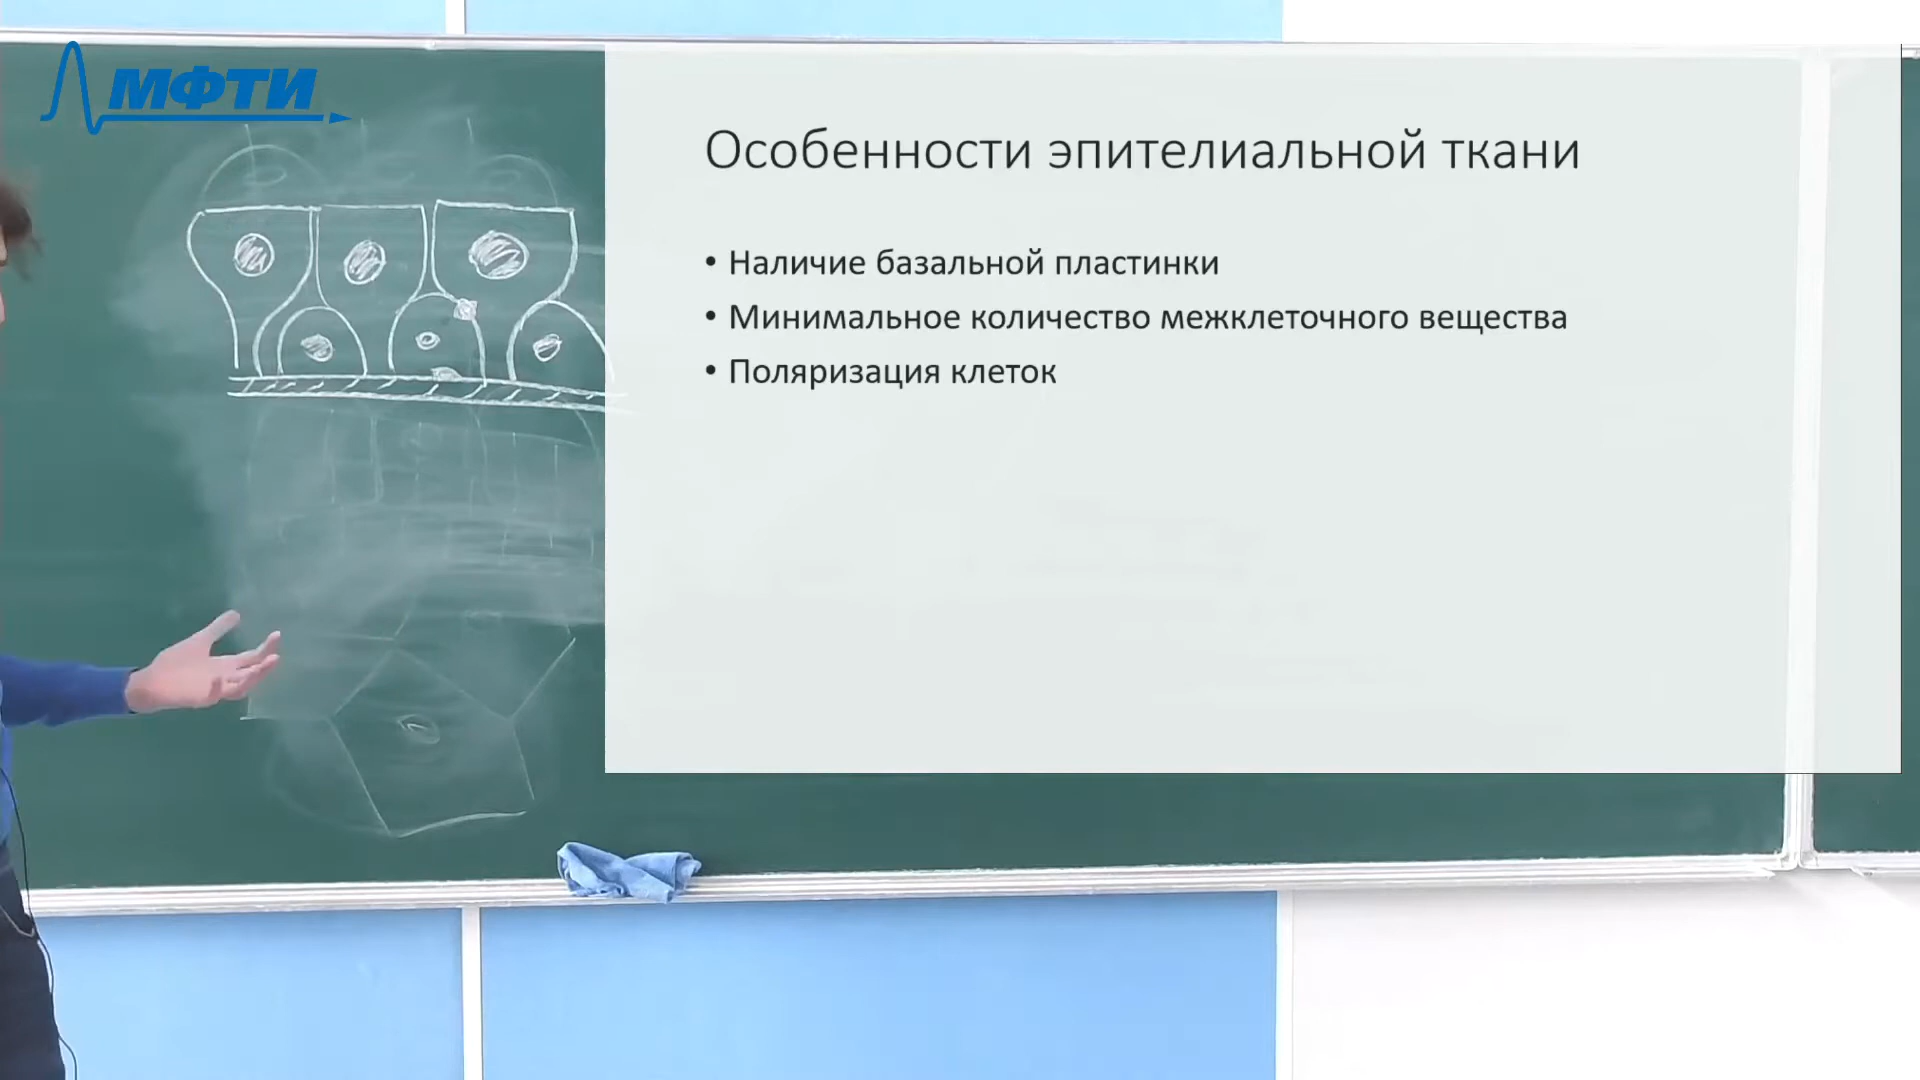 МФТИ
Особенности эпителиальной ткани
• Наличие базальной пластинки
• Минимальное количество межклеточного вещества
• Поляризация клеток